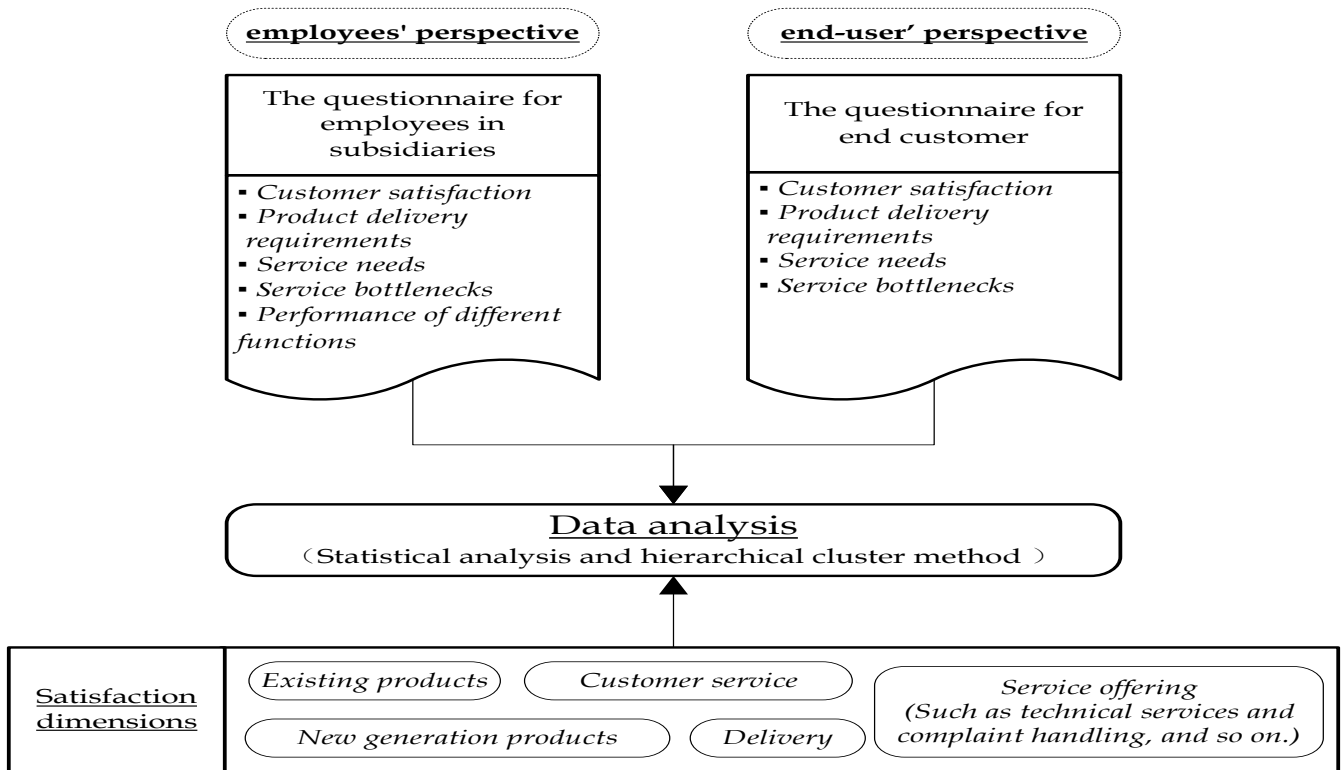 employees' perspective
end-user’ perspective
The questionnaire for
employees in
subsidiaries
▪ Customer satisfaction
▪ Product delivery
requirements
▪ Service needs
▪ Service bottlenecks
▪ Performance of different
functions
The questionnaire for
end customer
▪ Customer satisfaction
▪ Product delivery
requirements
▪ Service needs
▪ Service bottlenecks
Data analysis
（Statistical analysis and hierarchical cluster method ）
Satisfaction
dimensions
Existing products
Customer service
New generation products
Delivery
Service offering
(Such as technical services and
complaint handling, and so on.)